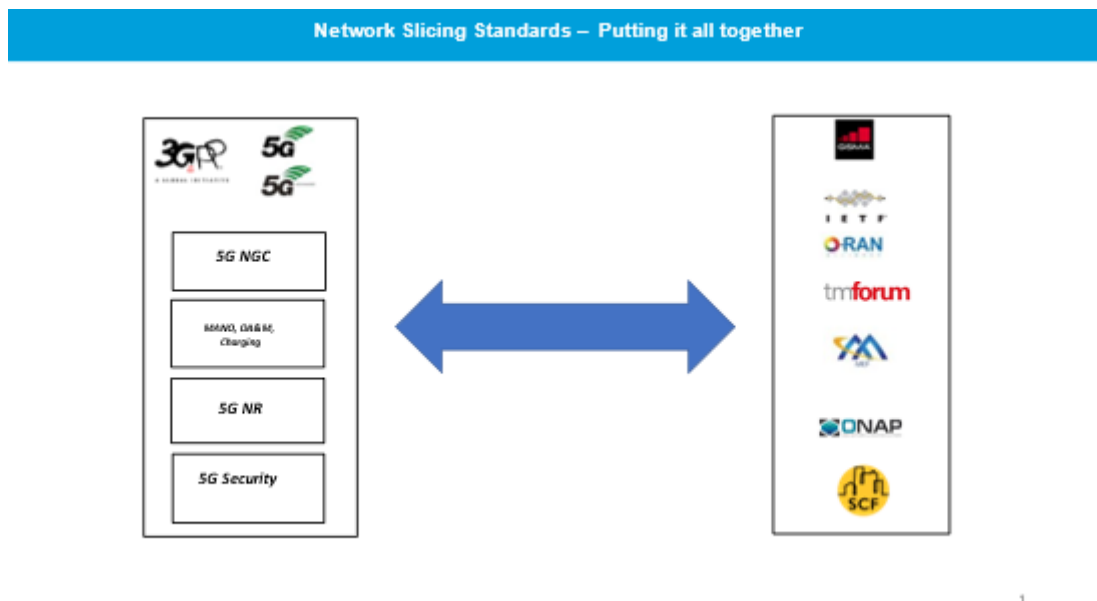 Network Slicing Standards – Putting it all together
3GPP
A GLOBAL INITIATIVE
5G
5G
5G NGC
MANO, OA&M,
Charging
5G NR
5G Security
GSMA
I E T F
O-RAN
tmforum
MEF
ONAP
SCF
1